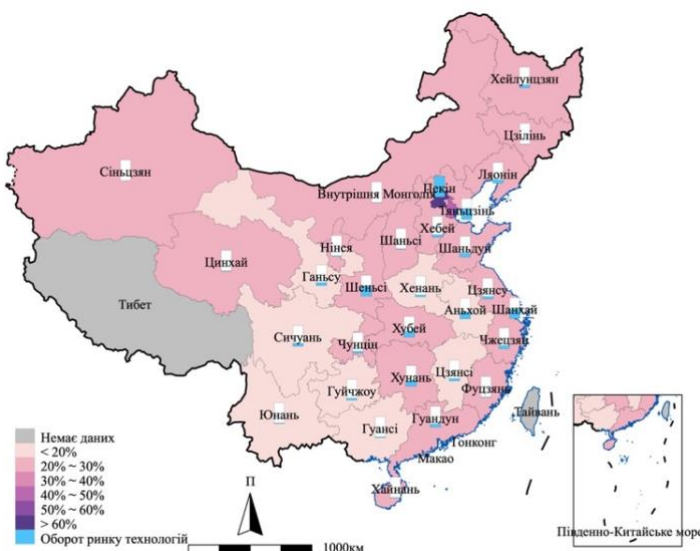 Хейлунцзян
Цзілінь
Ляонін
Сіньцзян
Внутрішня Монголія
Пекін
Тяньцзінь
Хебей
Шаньсі
Шаньдун
Нінся
Цинхай
Ганьсу
Шеньсі
Хенань
Цзянсу
Аньхой
Шанхай
Тибет
Хубей
Чжецзян
Сичуань
Чунцін
Хунань
Цзянсі
Фуцзянь
Гуйчжоу
Юнань
Гуансі
Гуандун
Тайвань
Гонконг
Макао
Хайнань
Немає даних
< 20%
20% ~ 30%
30% ~ 40%
40% ~ 50%
50% ~ 60%
> 60%
Оборот ринку технологій
П
1000км
Південно-Китайське море